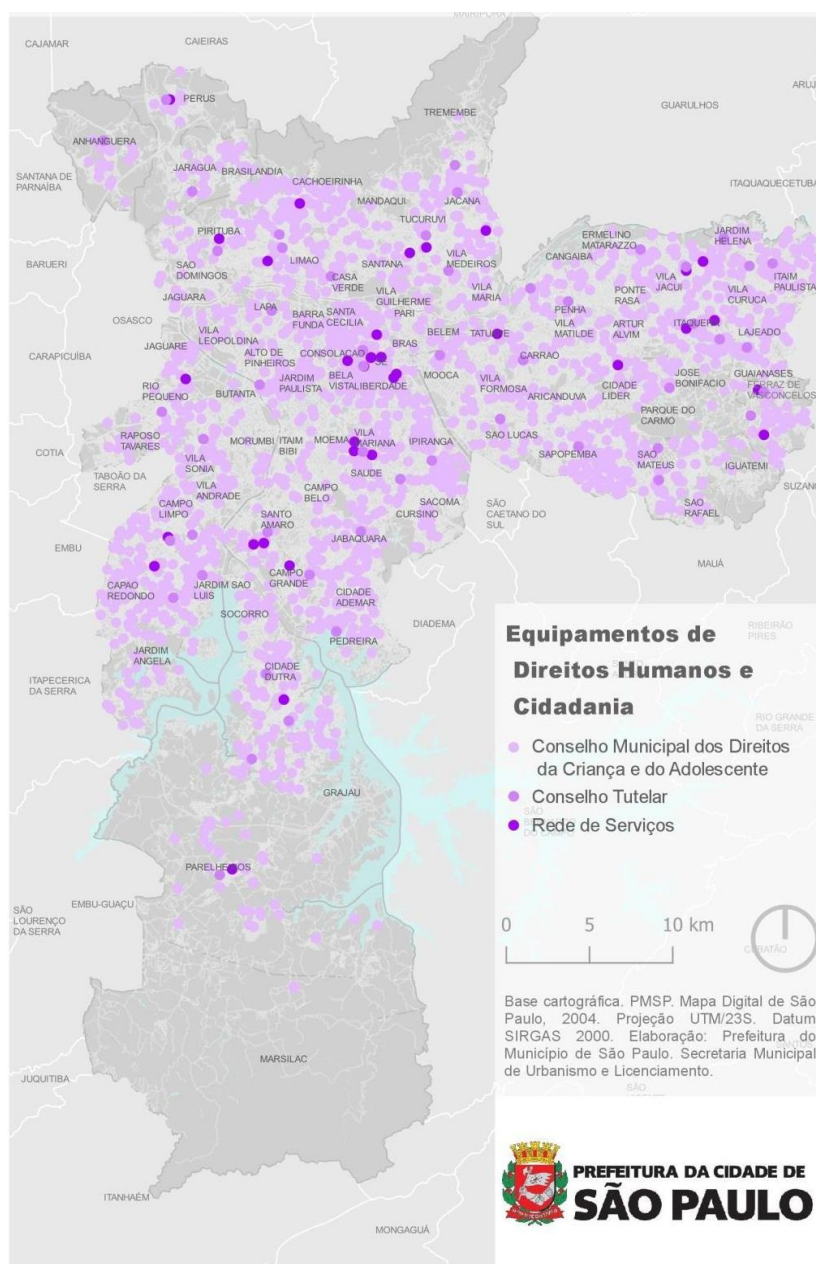 MAIRIPORÃ
CAJAMAR
CAIEIRAS
ARUJ
GUARULHOS
PERUS
TREMEMBE
ANHANGUERA
SANTANA DE
PARNAÍBA
JARAGUA
BRASILANDIA
CACHOEIRINHA
MANDAQUI
JACANA
ITAQUAQUECETUBA
TUCURUVI
PIRITUBA
ERMELINO
MATARAZZO
JARDIM
HELENA
BARUERI
SAO
DOMINGOS
LIMAO
SANTANA
VILA
MEDEIROS
CANGAIBA
VILA
JACUI
ITAIM
PAULISTA
CASA
VERDE
PONTE
RASA
VILA
CURUCA
JAGUARA
VILA
GUILHERME
VILA
MARIA
OSASCO
LAPA
BARRA
FUNDA
SANTA
CECILIA
PARI
PENHA
ARTUR
ALVIM
ITAQUERA
VILA
LEOPOLDINA
BELEM
TATUAPE
VILA
MATILDE
LAJEADO
CARAPICUÍBA
JAGUARE
ALTO DE
PINHEIROS
CONSOLACAO
SE
BRAS
MOOCA
CARRAO
RIO
PEQUENO
JARDIM
PAULISTA
BELA
VISTA
LIBERDADE
VILA
FORMOSA
ARICANDUVA
CIDADE
LIDER
JOSE
BONIFACIO
GUAIANASES
FERRAZ DE
VASCONCELOS
BUTANTA
PARQUE DO
CARMO
COTIA
RAPOSO
TAVARES
MORUMBI
ITAIM
BIBI
MOEMA
VILA
MARIANA
IPIRANGA
SAO LUCAS
SAPOPEMBA
SAO
MATEUS
IGUATEMI
TABOÃO DA
SERRA
VILA
SONIA
SAUDE
VILA
ANDRADE
CAMPO
BELO
SACOMA
CURSINO
SÃO
CAETANO DO
SUL
SAO
RAFAEL
SUZANO
CAMPO
LIMPO
SANTO
AMARO
JABAQUARA
EMBU
MAUÁ
CAPAO
REDONDO
JARDIM SAO
LUIS
CAMPO
GRANDE
CIDADE
ADEMAR
SOCORRO
DIADEMA
PEDREIRA
RIBEIRÃO
PIRES
JARDIM
ANGELA
CIDADE
DUTRA
ITAPECERICA
DA SERRA
Equipamentos de
Direitos Humanos e
Cidadania
RIO GRANDE
DA SERRA
Conselho Municipal dos Direitos
da Criança e do Adolescente
Conselho Tutelar
Rede de Serviços
GRAJAU
PARELHEIROS
EMBU-GUAÇU
SÃO
LOURENÇO
DA SERRA
0 5 10 km
CUBATÃO
Base cartográfica. PMSP. Mapa Digital de São
Paulo, 2004. Projeção UTM/23S. Datum
SIRGAS 2000. Elaboração: Prefeitura do
Município de São Paulo. Secretaria Municipal
de Urbanismo e Licenciamento.
MARSILAC
JUQUITIBA
ITANHAÉM
MONGAGUÁ
PREFEITURA DA CIDADE DE
SÃO PAULO